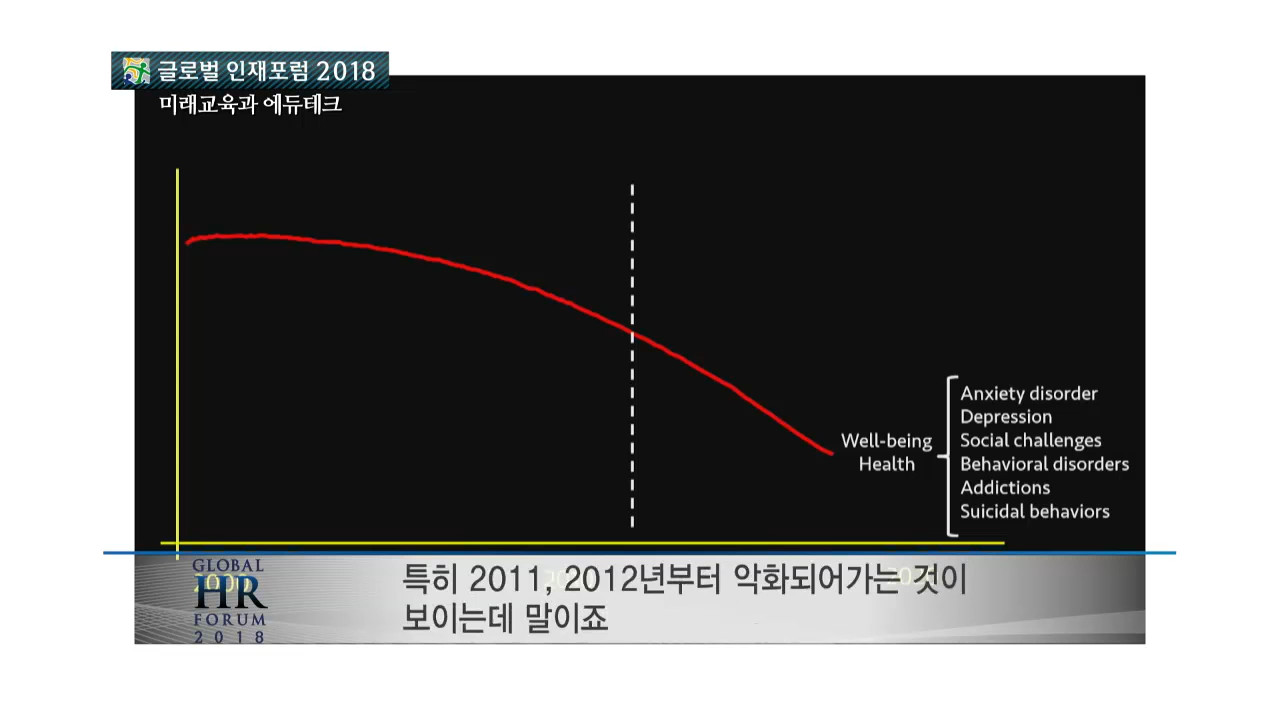 글로벌 인재포럼 2018
미래교육과 에듀테크
Well-being
Health
Anxiety disorder
Depression
Social challenges
Behavioral disorders
Addictions
Suicidal behaviors
2000
GLOBAL
HR
FORUM
2018
특히 2011, 2012년부터 악화되어가는 것이
보이는데 말이죠